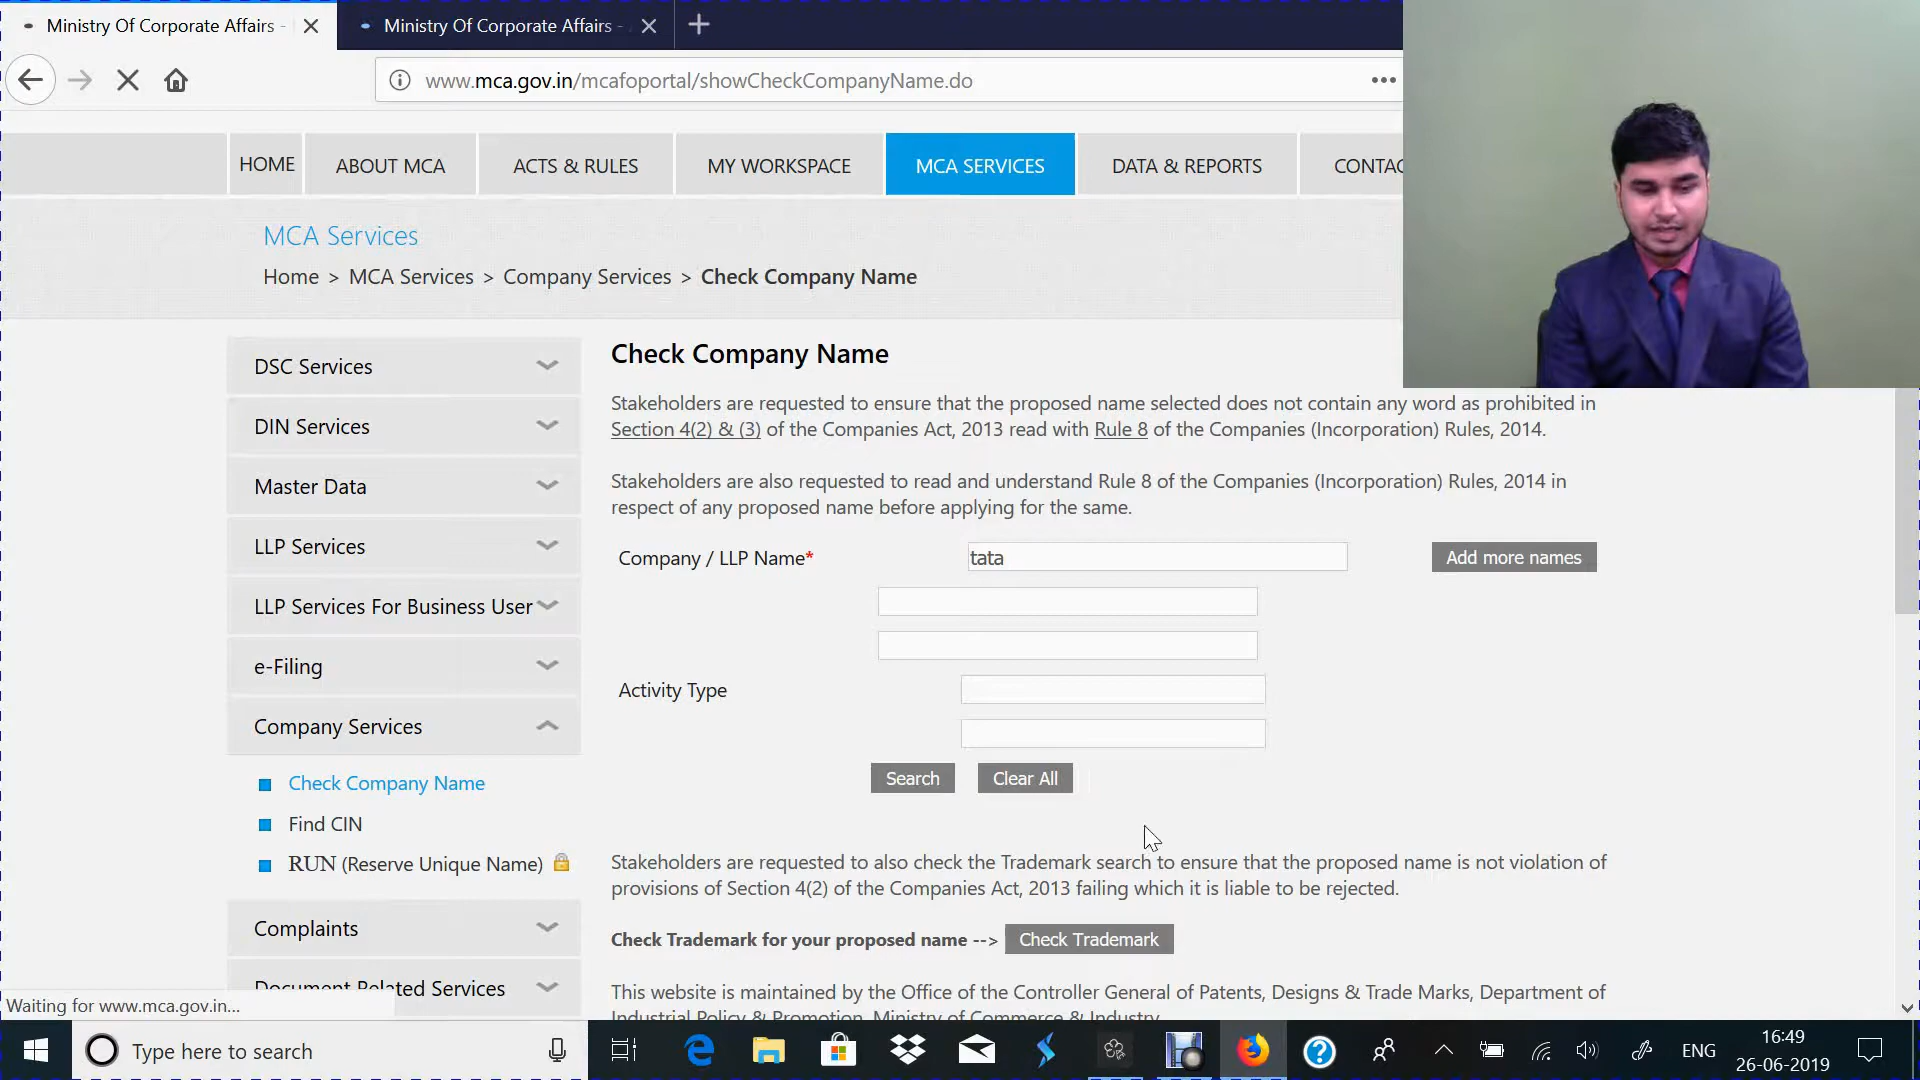 Ministry Of Corporate Affairs -
Ministry Of Corporate Affairs -
www.mca.gov.in/mcafoportal/showCheckCompanyName.do
HOME
ABOUT MCA
ACTS & RULES
MY WORKSPACE
MCA SERVICES
DATA & REPORTS
CONTAC
MCA Services
Home > MCA Services > Company Services > Check Company Name
DSC Services
DIN Services
Master Data
LLP Services
LLP Services For Business User
e-Filing
Company Services
Check Company Name
Find CIN
RUN (Reserve Unique Name)
Complaints
Document Related Services
Check Company Name
Stakeholders are requested to ensure that the proposed name selected does not contain any word as prohibited in
Section 4(2) & (3) of the Companies Act, 2013 read with Rule 8 of the Companies (Incorporation) Rules, 2014.
Stakeholders are also requested to read and understand Rule 8 of the Companies (Incorporation) Rules, 2014 in
respect of any proposed name before applying for the same.
Company / LLP Name*
tata
Add more names
Activity Type
Search
Clear All
Stakeholders are requested to also check the Trademark search to ensure that the proposed name is not violation of
provisions of Section 4(2) of the Companies Act, 2013 failing which it is liable to be rejected.
Check Trademark for your proposed name --> Check Trademark
This website is maintained by the Office of the Controller General of Patents, Designs & Trade Marks, Department of
Industrial Policy & Promotion, Ministry of Commerce & Industry
Waiting for www.mca.gov.in...
Type here to search
ENG
16:49
26-06-2019